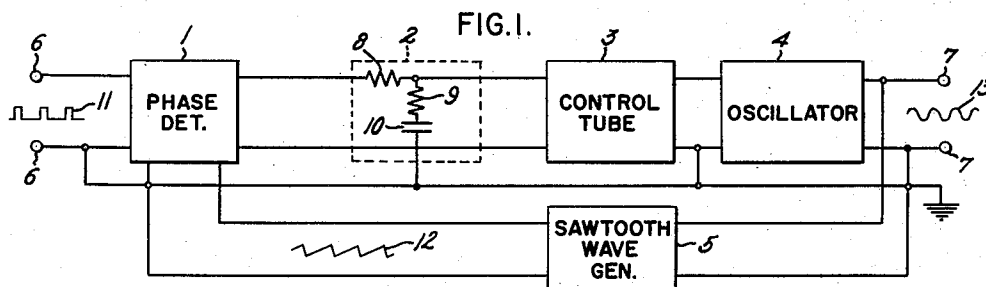 FIG.I.
6
1
2
8
3
4
7
11
PHASE
DET.
9
10
CONTROL
TUBE
OSCILLATOR
13
6
7
12
SAWTOOTH
WAVE
GEN.
5